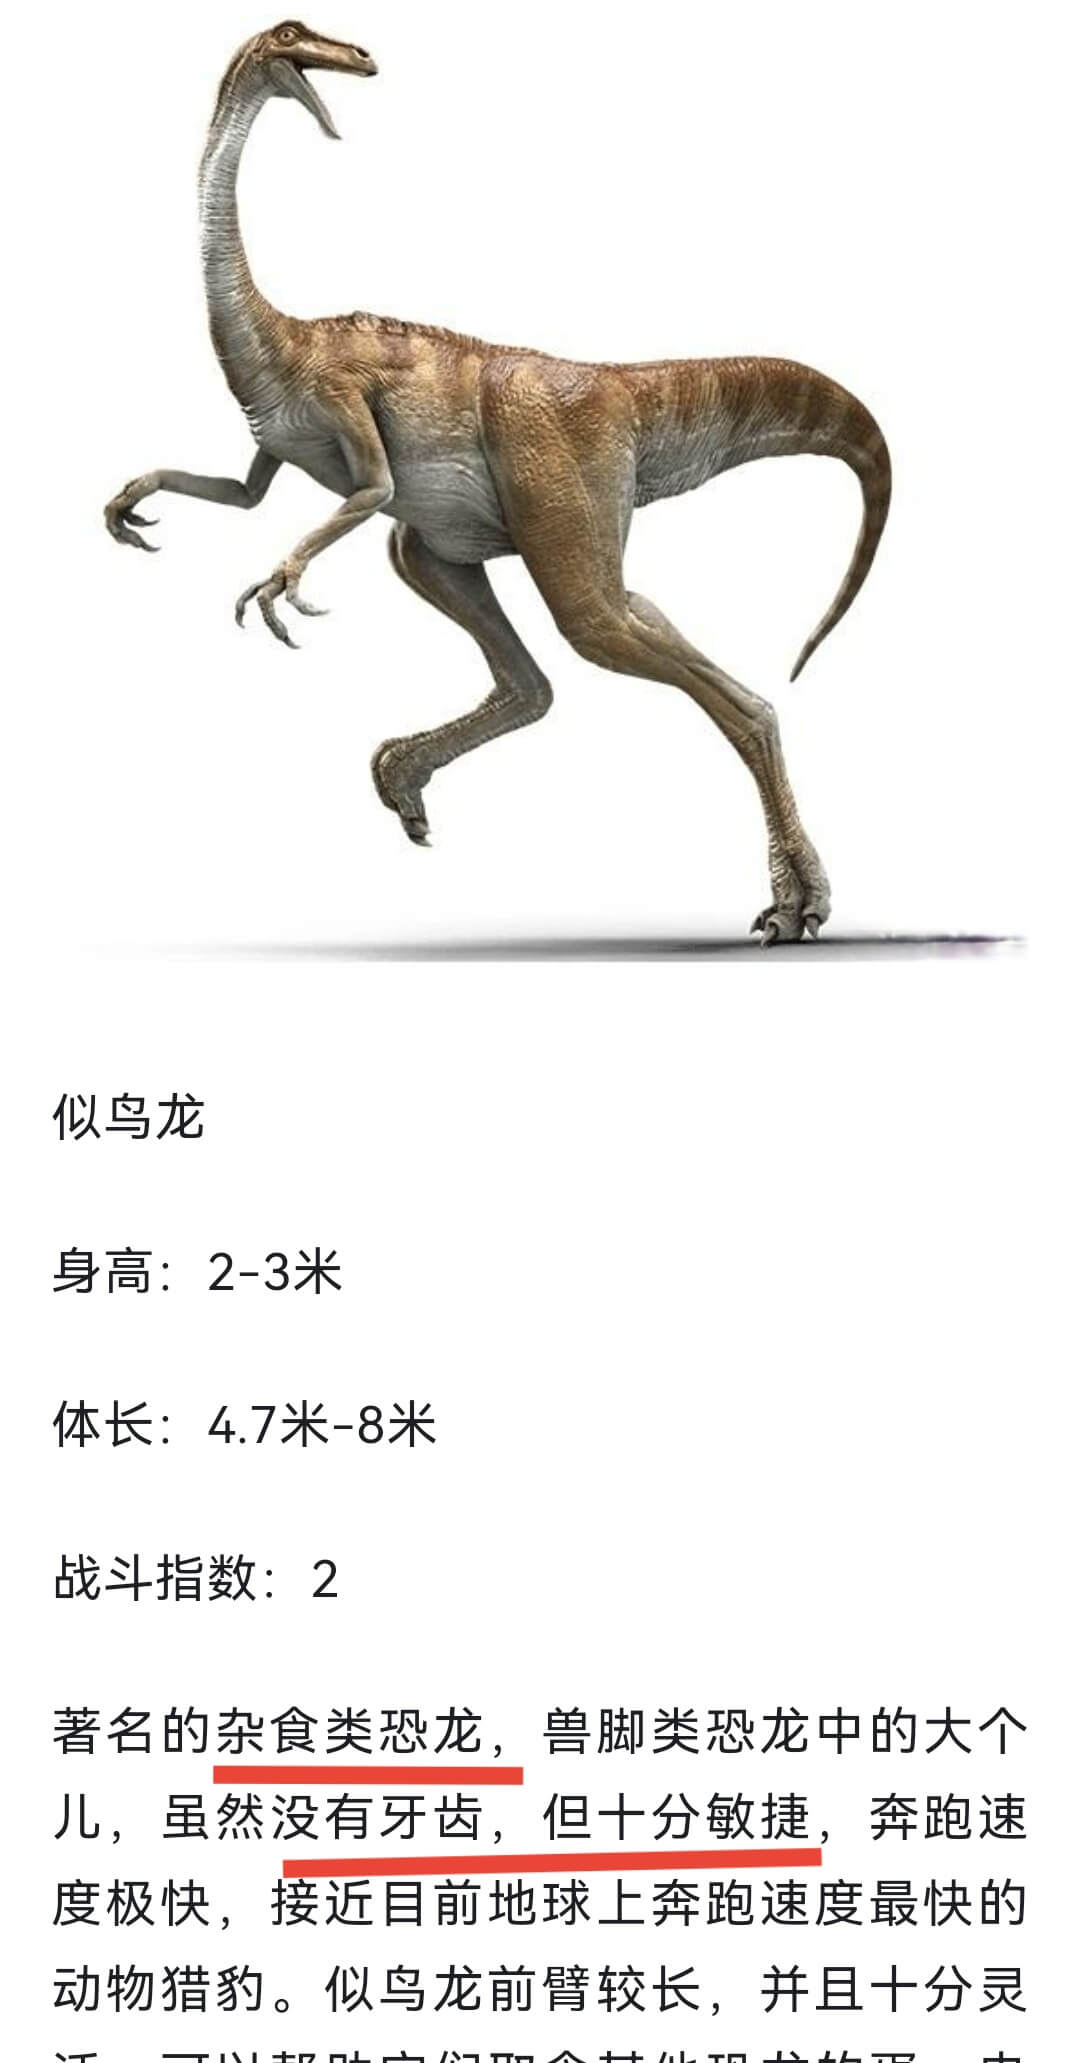 似鸟龙
身高：2-3米
体长：4.7米-8米
战斗指数：2
著名的杂食类恐龙，兽脚类恐龙中的大个
儿，虽然没有牙齿，但十分敏捷，奔跑速
度极快，接近目前地球上奔跑速度最快的
动物猎豹。似鸟龙前臂较长，并且十分灵